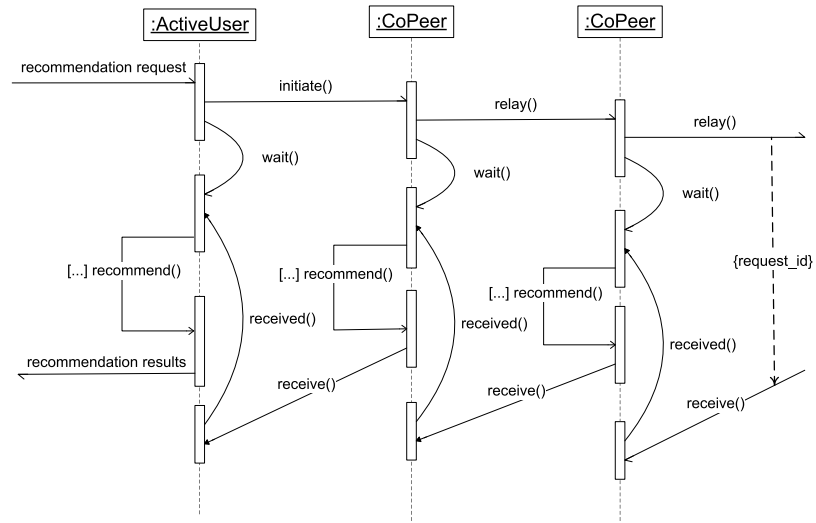 :ActiveUser
:CoPeer
:CoPeer
recommendation request
initiate()
relay()
relay()
wait()
wait()
wait()
{request_id}
[...] recommend()
[...] recommend()
[...] recommend()
received()
received()
received()
recommendation results
receive()
receive()
receive()